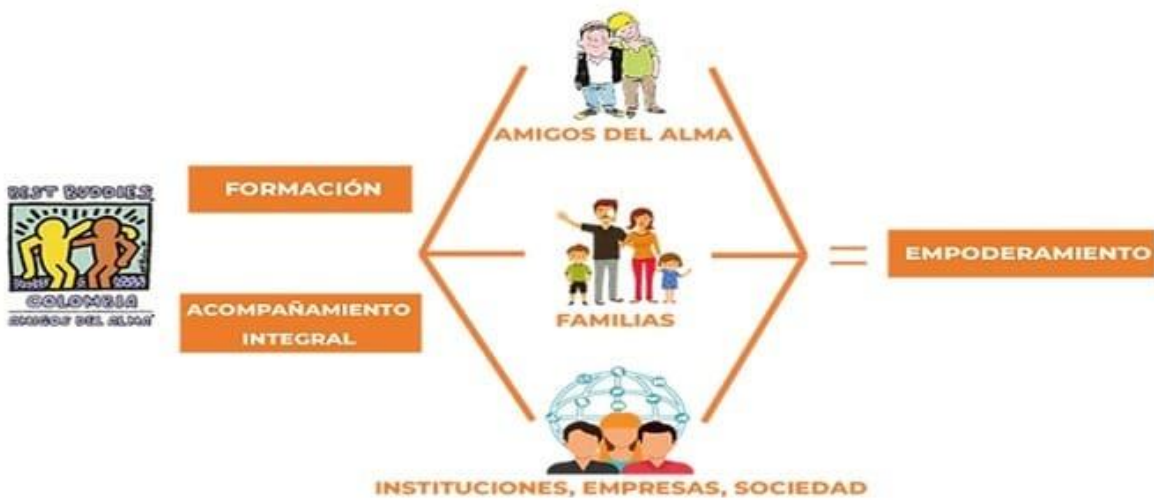 BEST BUDDIES
COLOMBIA
AMIGOS DEL ALMA
FORMACIÓN
ACOMPAÑAMIENTO
INTEGRAL
AMIGOS DEL ALMA
FAMILIAS
INSTITUCIONES, EMPRESAS, SOCIEDAD
EMPODERAMIENTO